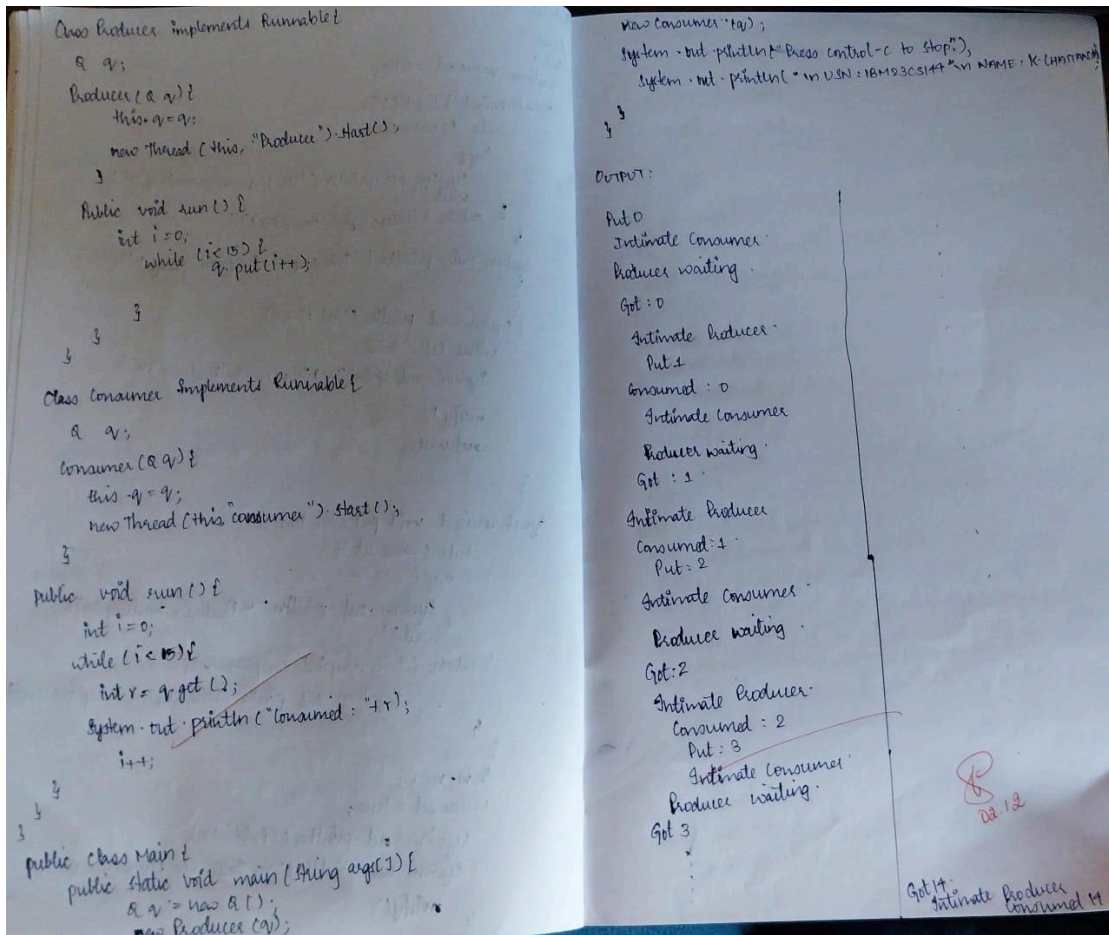 Class Producer implements Runnable{
Q q;
Producer(Q q){
this.q=q;
new Thread (this, "Producer").start();
}
Public void run() {
int i=0;
while (i<15) {
q.put(i++);
}
}
}
Class Consumer Implements Runnable{
Q q;
Consumer(Q q){
this.q=q;
new Thread (this,"consumer").start();
}
public void run() {
int i=0;
while (i<15){
int r= q.get();
System.out.println("Consumed : "+r);
i++;
}
}
}
public class Main {
public static void main (String args[]) {
Q q = new Q();
new Producer (q);
new Consumer (q);
System.out.println("Press control-c to stop.");
System.out.println("\n USN : 1BM23CS144 "\n NAME : K.
}
}
OUTPUT :
Put 0
Intimate Consumer
Producer waiting
Got : 0
Intimate Producer
Put 1
Consumed : 0
Intimate Consumer
Producer waiting
Got : 1
Intimate Producer
Consumed : 1
Put : 2
Intimate Consumer
Producer waiting
Got : 2
Intimate Producer
Consumed : 2
Put : 3
Intimate Consumer
Producer waiting
Got 3
Got 14
Intimate Producer
Consumed 14
02.12